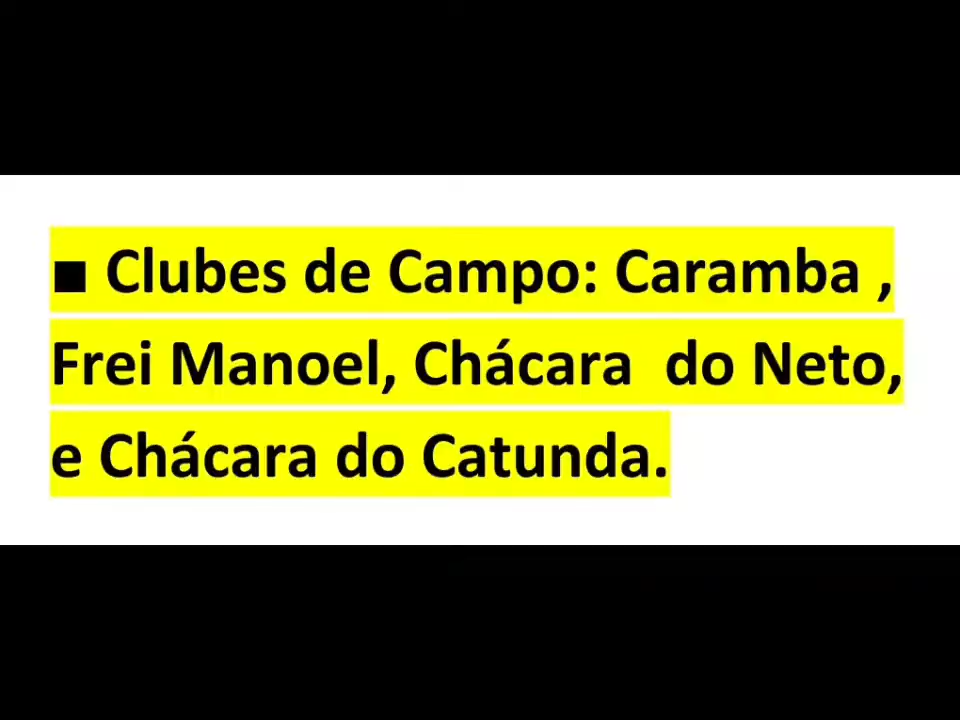 ■ Clubes de Campo: Caramba ,
Frei Manoel, Chácara  do Neto,
e Chácara do Catunda.